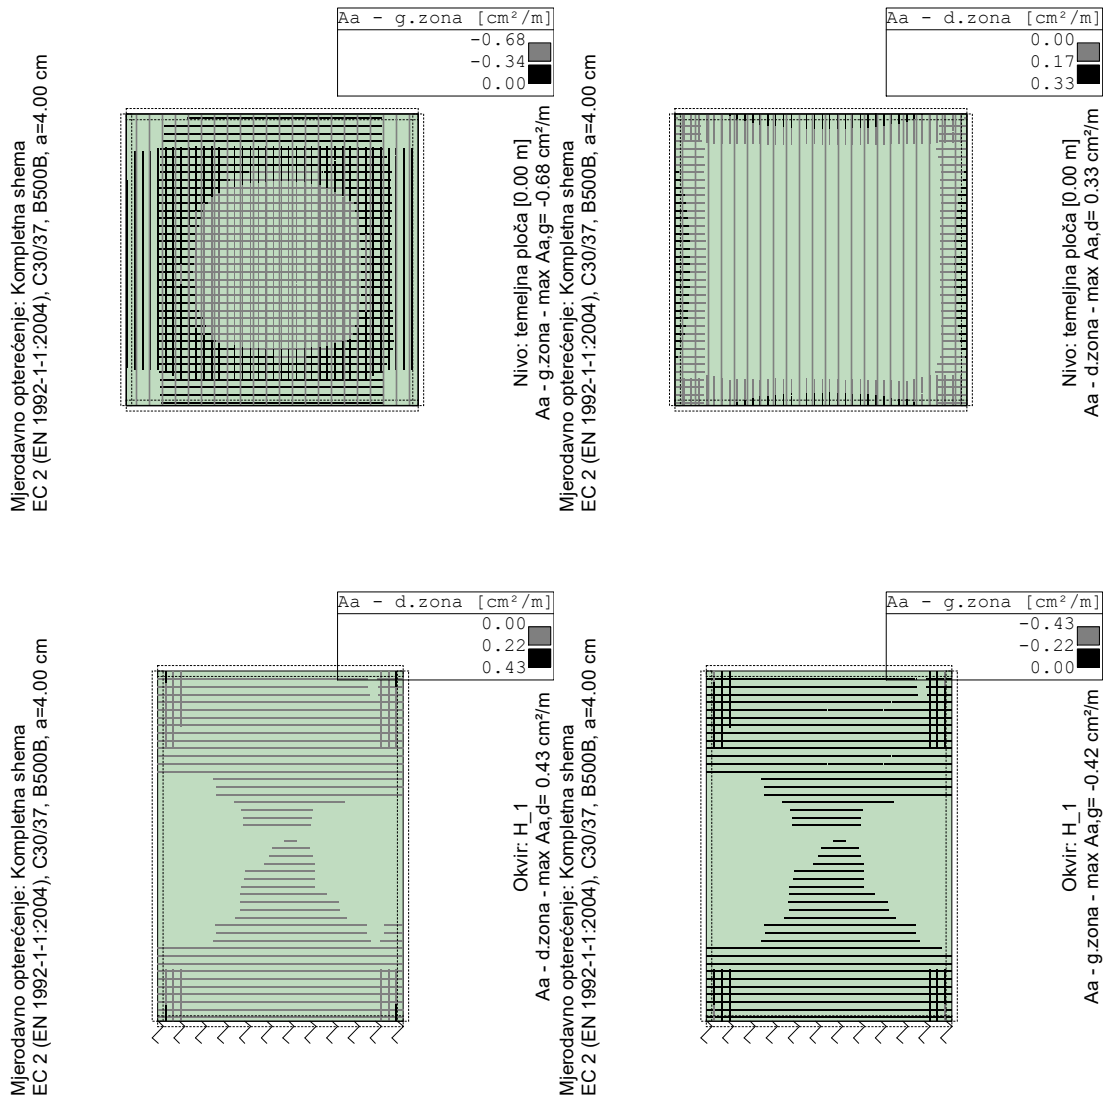 Mjerodavno opterećenje: Kompletna shema
EC 2 (EN 1992-1-1:2004), C30/37, B500B, a=4.00 cm
Aa - g.zona [cm²/m]
-0.68
-0.34
0.00
Nivo: temeljna ploča [0.00 m]
Aa - g.zona - max Aa,g= -0.68 cm²/m
Mjerodavno opterećenje: Kompletna shema
EC 2 (EN 1992-1-1:2004), C30/37, B500B, a=4.00 cm
Aa - d.zona [cm²/m]
0.00
0.17
0.33
Nivo: temeljna ploča [0.00 m]
Aa - d.zona - max Aa,d= 0.33 cm²/m
Mjerodavno opterećenje: Kompletna shema
EC 2 (EN 1992-1-1:2004), C30/37, B500B, a=4.00 cm
Aa - d.zona [cm²/m]
0.00
0.22
0.43
Okvir: H_1
Aa - d.zona - max Aa,d= 0.43 cm²/m
Mjerodavno opterećenje: Kompletna shema
EC 2 (EN 1992-1-1:2004), C30/37, B500B, a=4.00 cm
Aa - g.zona [cm²/m]
-0.43
-0.22
0.00
Okvir: H_1
Aa - g.zona - max Aa,g= -0.42 cm²/m